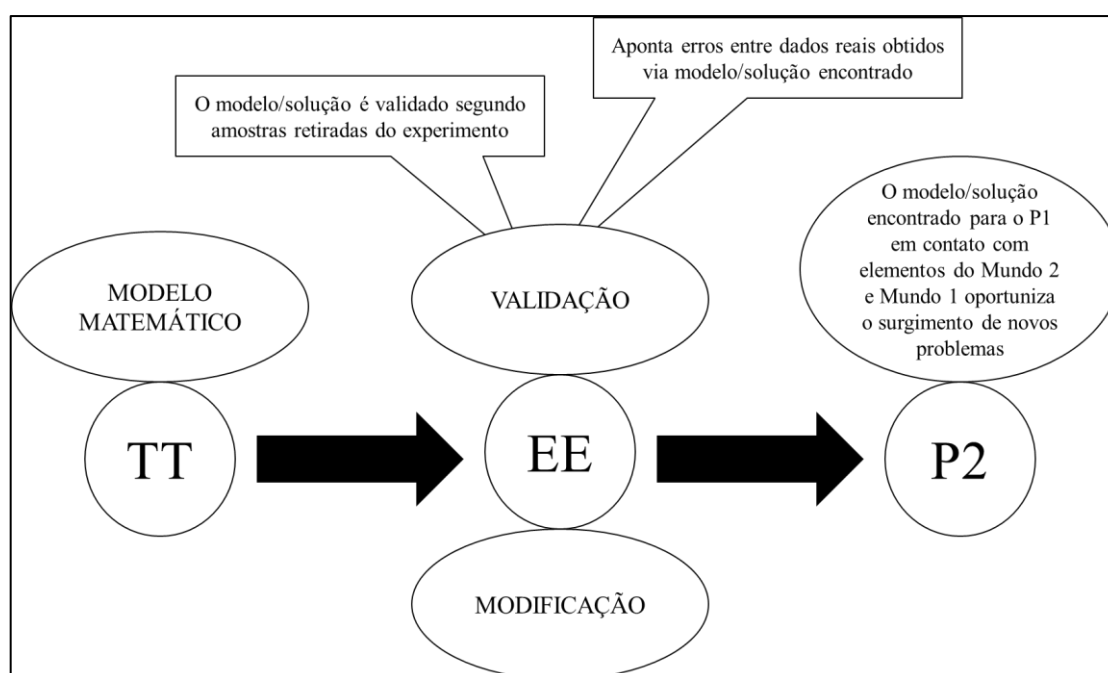 Aponta erros entre dados reais obtidos
via modelo/solução encontrado
O modelo/solução é validado segundo
amostras retiradas do experimento
MODELO
MATEMÁTICO
VALIDAÇÃO
O modelo/solução
encontrado para o P1
em contato com
elementos do Mundo 2
e Mundo 1 oportuniza
o surgimento de novos
problemas
TT
EE
P2
MODIFICAÇÃO